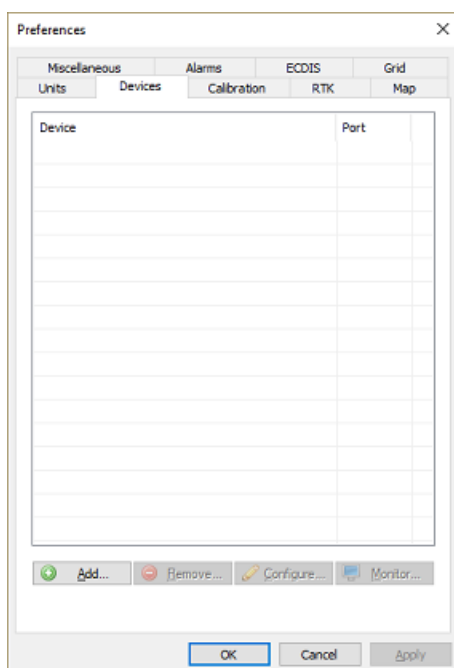 Preferences
Miscellaneous Alarms ECDIS Grid
Units Devices Calibration RTK Map
Device Port
Add... Remove... Configure... Monitor...
OK Cancel Apply